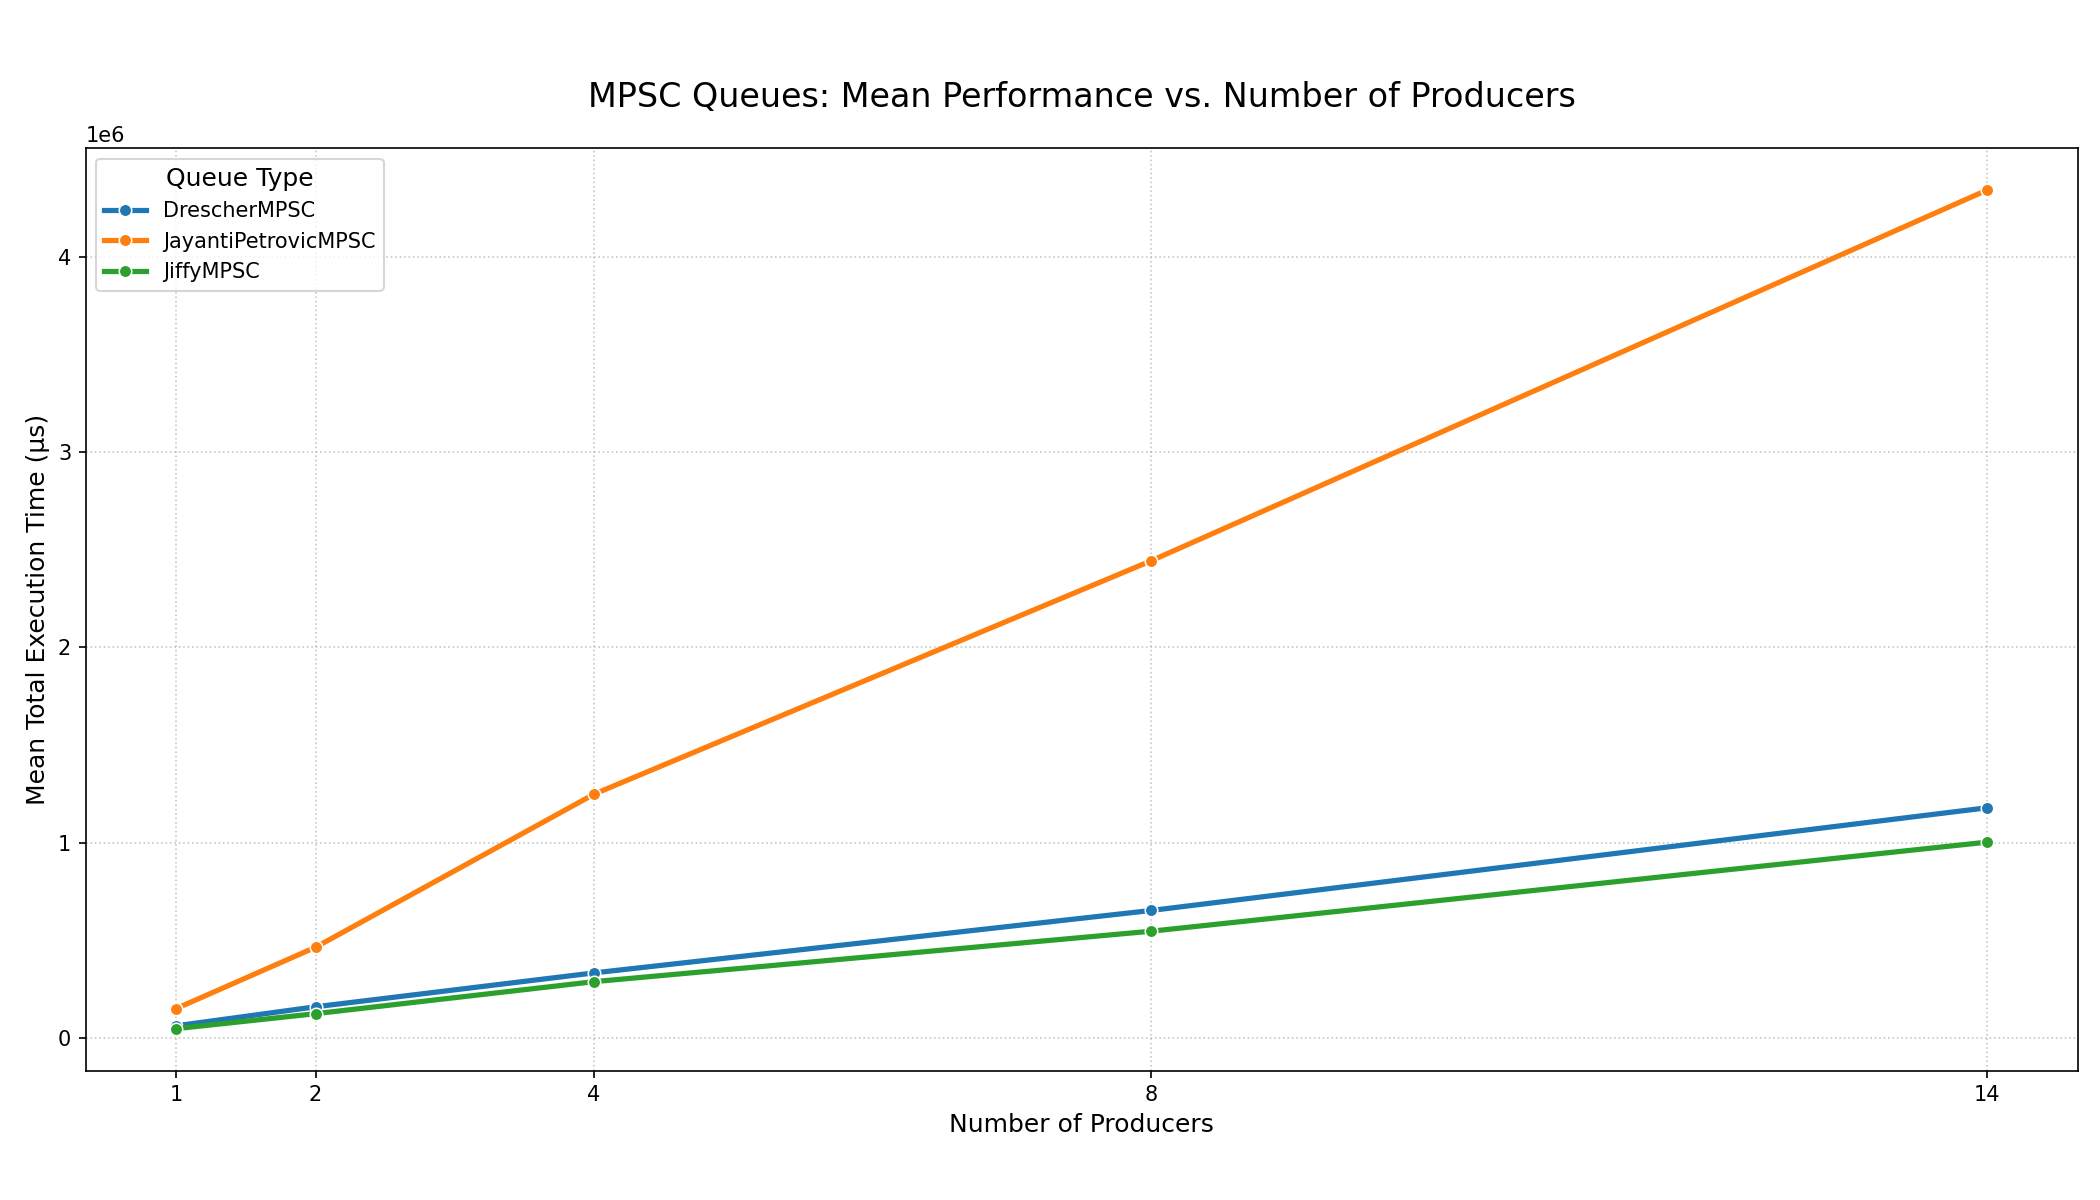 MPSC Queues: Mean Performance vs. Number of Producers
1e6
Queue Type
DrescherMPSC
JayantiPetrovicMPSC
JiffyMPSC
Mean Total Execution Time (µs)
4
3
2
1
0
1 2 4 8 14
Number of Producers